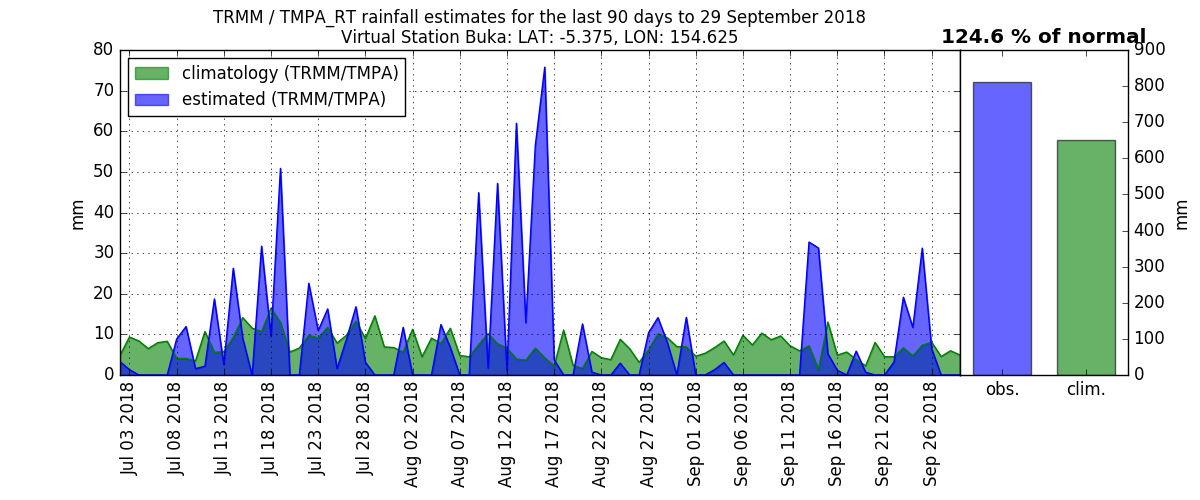 TRMM / TMPA_RT rainfall estimates for the last 90 days to 29 September 2018
Virtual Station Buka: LAT: -5.375, LON: 154.625
124.6 % of normal
climatology (TRMM/TMPA)
estimated (TRMM/TMPA)
80
70
60
50
40
30
20
10
0
mm
Jul 03 2018
Jul 08 2018
Jul 13 2018
Jul 18 2018
Jul 23 2018
Jul 28 2018
Aug 02 2018
Aug 07 2018
Aug 12 2018
Aug 17 2018
Aug 22 2018
Aug 27 2018
Sep 01 2018
Sep 06 2018
Sep 11 2018
Sep 16 2018
Sep 21 2018
Sep 26 2018
obs.
clim.
900
800
700
600
500
400
300
200
100
0
mm